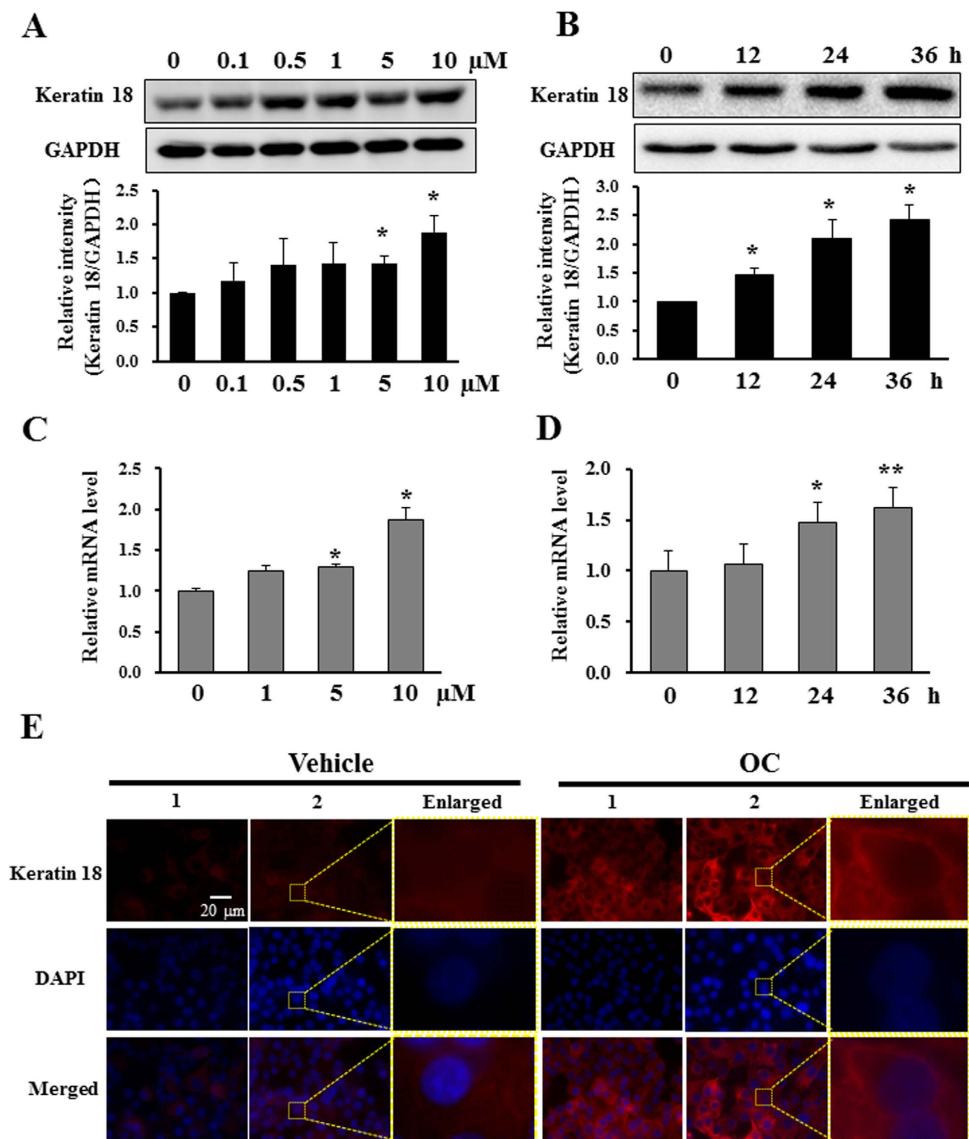 A
0 0.1 0.5 1 5 10 μM
Keratin 18
GAPDH
Relative intensity
(Keratin 18/GAPDH)
2.5
2.0
1.5
1.0
0.5
0.0
* *
0 0.1 0.5 1 5 10 μM
B
0 12 24 36 h
Keratin 18
GAPDH
Relative intensity
(Keratin 18/GAPDH)
3.0
2.5
2.0
1.5
1.0
0.5
0.0
* * *
0 12 24 36 h
C
Relative mRNA level
2.5
2.0
1.5
1.0
0.5
0.0
* *
0 1 5 10 μM
D
Relative mRNA level
2.0
1.5
1.0
0.5
0.0
* **
0 12 24 36 h
E
Vehicle OC
1 2 Enlarged 1 2 Enlarged
Keratin 18
20 μm
DAPI
Merged